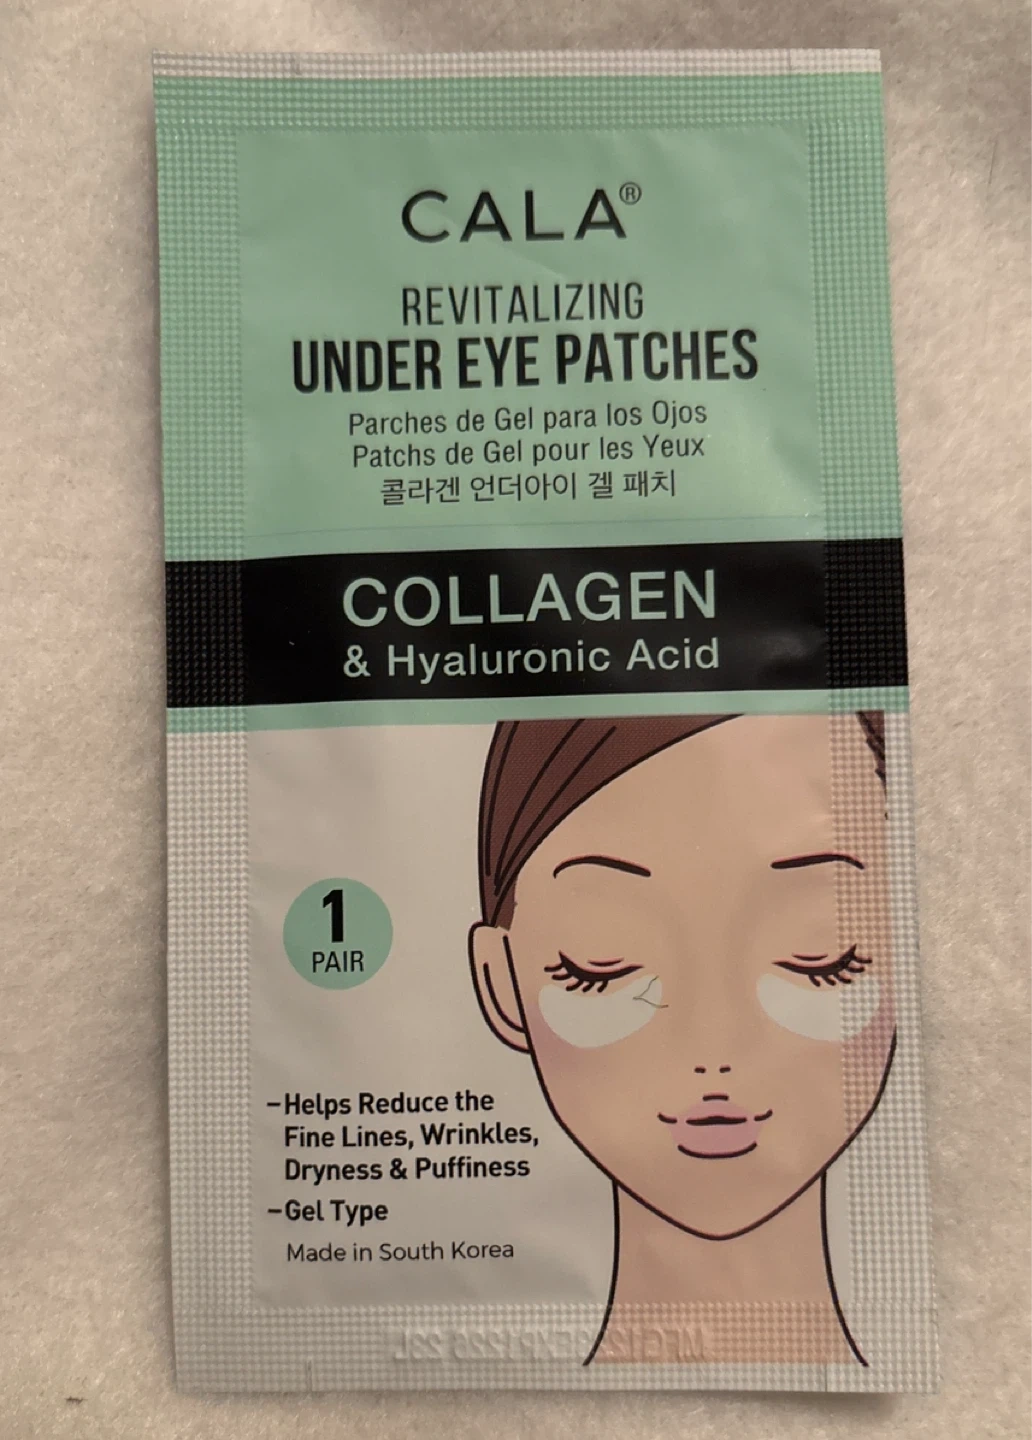 CALA®
REVITALIZING
UNDER EYE PATCHES
Parches de Gel para los Ojos
Patchs de Gel pour les Yeux
콜라겐 언더아이 겔 패치
COLLAGEN
& Hyaluronic Acid
1
PAIR
–Helps Reduce the
Fine Lines, Wrinkles,
Dryness & Puffiness
–Gel Type
Made in South Korea